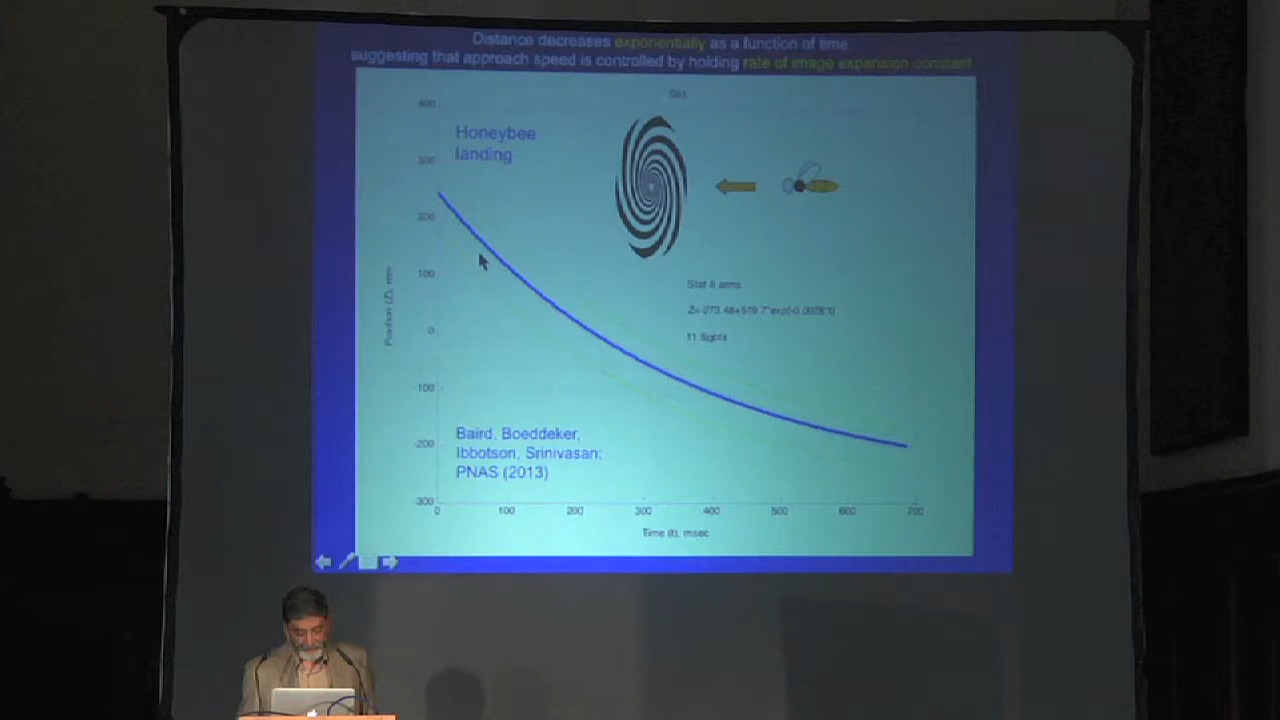 Distance decreases exponentially as a function of time
suggesting that approach speed is controlled by holding rate of image expansion constant
Honeybee
landing
400
300
200
100
0
-100
-200
-300
Position (Z), mm
Stat 6 arms
11 flights
Baird, Boeddeker,
Ibbotson, Srinivasan;
PNAS (2013)
0 100 200 300 400 500 600 700
Time (t), msec